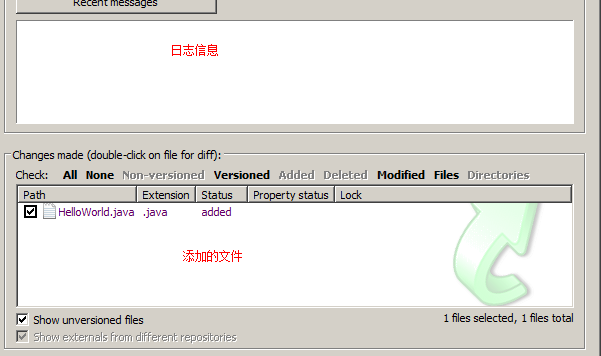 Recent messages
日志信息
Changes made (double-click on file for diff):
Check: All None Non-versioned Versioned Added Deleted Modified Files Directories
Path Extension Status Property status Lock
HelloWorld.java .java added
添加的文件
Show unversioned files 1 files selected, 1 files total
Show externals from different repositories